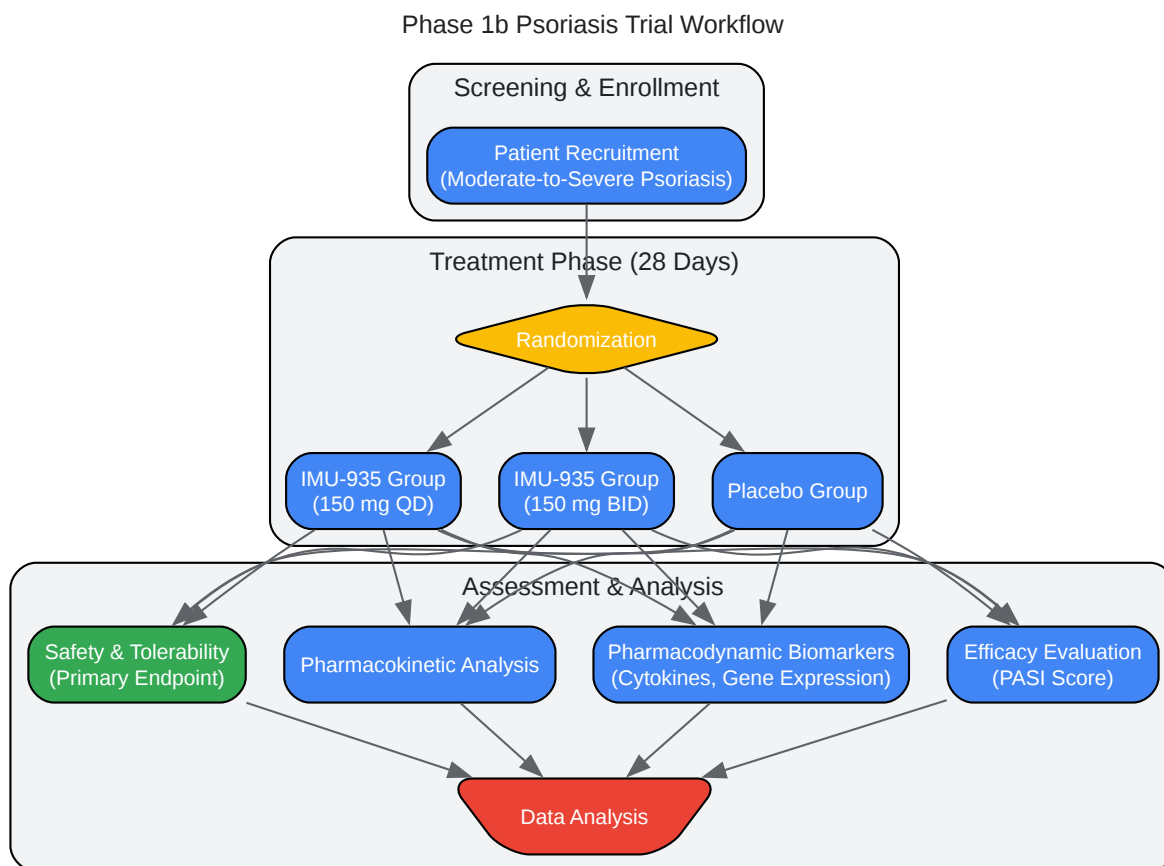 Phase 1b Psoriasis Trial Workflow
Screening & Enrollment
Patient Recruitment
(Moderate-to-Severe Psoriasis)
Treatment Phase (28 Days)
Randomization
IMU-935 Group
(150 mg QD)
IMU-935 Group
(150 mg BID)
Placebo Group
Assessment & Analysis
Safety & Tolerability
(Primary Endpoint)
Pharmacokinetic Analysis
Pharmacodynamic Biomarkers
(Cytokines, Gene Expression)
Efficacy Evaluation
(PASI Score)
Data Analysis